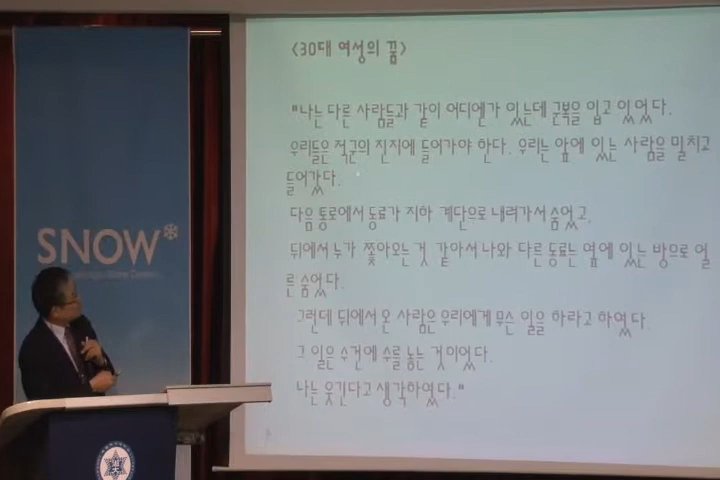 <30대 여성의 꿈>
"나는 다른 사람들과 같이 어디엔가 있는데 군복을 입고 있었다.
우리들은 적군의 진지에 들어가야 한다. 우리는 앞에 있는 사람을 밀치고
들어갔다.
다음 통로에서 동료가 지하 계단으로 내려가서 숨었고,
뒤에서 누가 쫓아오는 것 같아서 나와 다른 동료는 옆에 있는 방으로 얼
른 숨었다.
그런데 뒤에서 온 사람은 우리에게 무슨 일을 하라고 하였다.
그 일은 수건에 수를 놓는 것이었다.
나는 웃긴다고 생각하였다."
SNOW